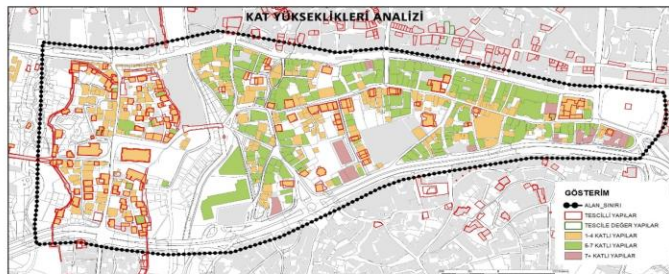 KAT YÜKSEKLİKLERİ ANALİZİ
GÖSTERİM
ALAN_SINIRI
TESCİLLİ YAPILAR
TESCİLE DEĞER YAPILAR
1-4 KATLI YAPILAR
5-7 KATLI YAPILAR
7+ KATLI YAPILAR